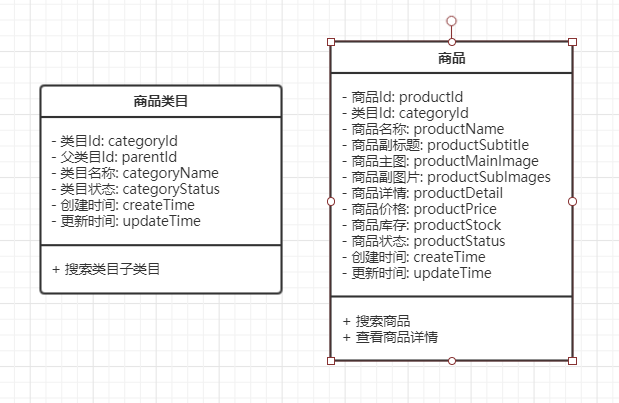 商品类目
- 类目Id: categoryId
- 父类目Id: parentId
- 类目名称: categoryName
- 类目状态: categoryStatus
- 创建时间: createTime
- 更新时间: updateTime
+ 搜索类目子类目
商品
- 商品Id: productId
- 类目Id: categoryId
- 商品名称: productName
- 商品副标题: productSubtitle
- 商品主图: productMainImage
- 商品副图片: productSubImages
- 商品详情: productDetail
- 商品价格: productPrice
- 商品库存: productStock
- 商品状态: productStatus
- 创建时间: createTime
- 更新时间: updateTime
+ 搜索商品
+ 查看商品详情